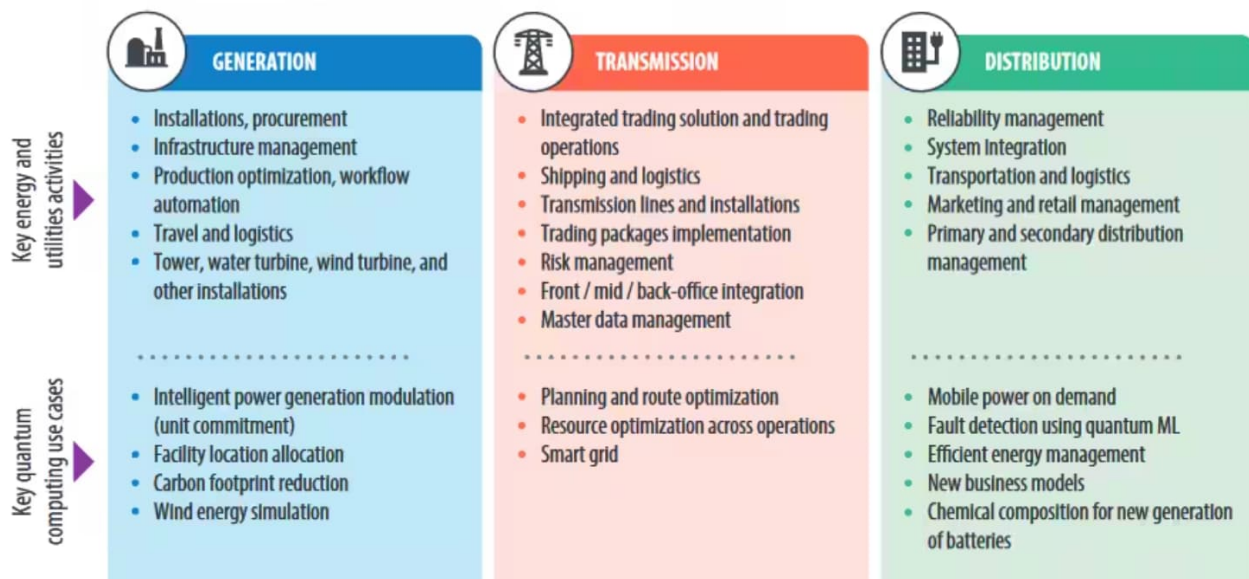 GENERATION
TRANSMISSION
DISTRIBUTION
Key energy and
utilities activities
• Installations, procurement
• Infrastructure management
• Production optimization, workflow
automation
• Travel and logistics
• Tower, water turbine, wind turbine, and
other installations
• Integrated trading solution and trading
operations
• Shipping and logistics
• Transmission lines and installations
• Trading packages implementation
• Risk management
• Front / mid / back-office integration
• Master data management
• Reliability management
• System Integration
• Transportation and logistics
• Marketing and retail management
• Primary and secondary distribution
management
Key quantum
computing use cases
• Intelligent power generation modulation
(unit commitment)
• Facility location allocation
• Carbon footprint reduction
• Wind energy simulation
• Planning and route optimization
• Resource optimization across operations
• Smart grid
• Mobile power on demand
• Fault detection using quantum ML
• Efficient energy management
• New business models
• Chemical composition for new generation
of batteries